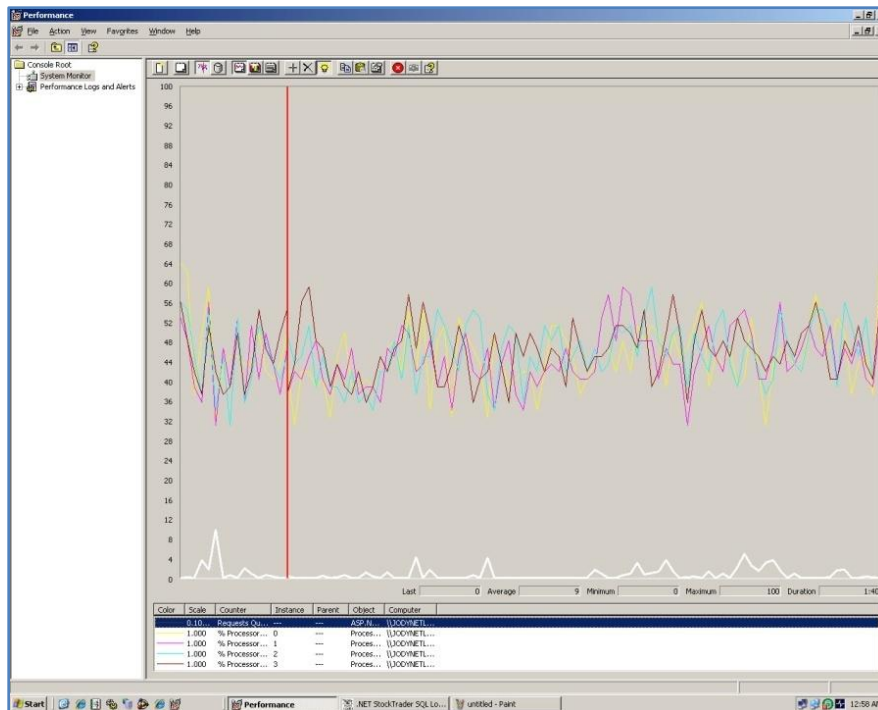 Performance
File Action View Favorites Window Help
Console Root
System Monitor
Performance Logs and Alerts
100
96
92
88
84
80
76
72
68
64
60
56
52
48
44
40
36
32
28
24
20
16
12
8
4
0
Last 0 Average 9 Minimum 0 Maximum 100 Duration 1:40
Color Scale Counter Instance Parent Object Computer
0.10... Requests Qu... --- --- ASP.N... \\JODYNETL...
1.000 % Processor... 0 --- Proces... \\JODYNETL...
1.000 % Processor... 1 --- Proces... \\JODYNETL...
1.000 % Processor... 2 --- Proces... \\JODYNETL...
1.000 % Processor... 3 --- Proces... \\JODYNETL...
Start Performance .NET StockTrader SQL Lo... untitled - Paint 12:58 AM